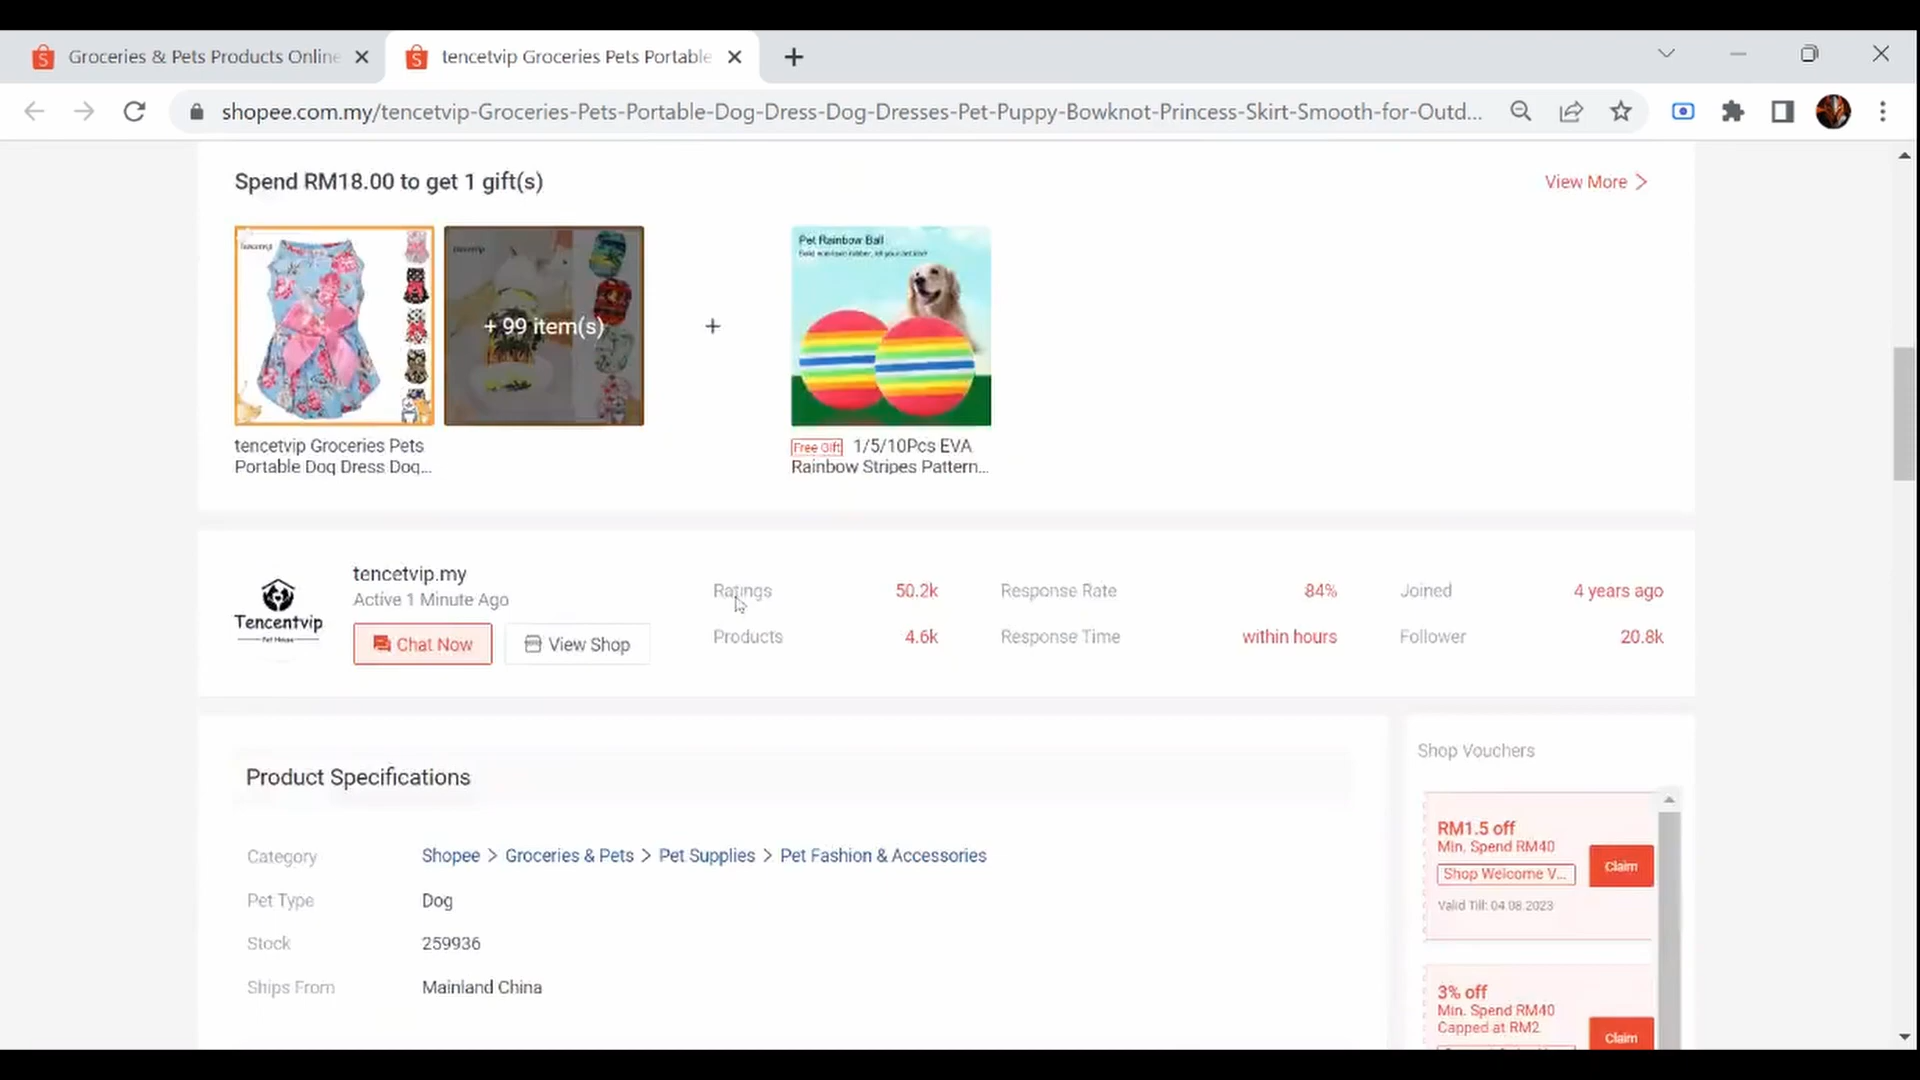 Groceries & Pets Products Online
tencetvip Groceries Pets Portable
shopee.com.my/tencetvip-Groceries-Pets-Portable-Dog-Dress-Dog-Dresses-Pet-Puppy-Bowknot-Princess-Skirt-Smooth-for-Outd...
Spend RM18.00 to get 1 gift(s)
View More
+ 99 item(s)
+
Pet Rainbow Ball
tencetvip Groceries Pets
Portable Dog Dress Dog...
Free Gift 1/5/10Pcs EVA
Rainbow Stripes Pattern...
Tencentvip
Pet House
tencetvip.my
Active 1 Minute Ago
Chat Now
View Shop
Ratings 50.2k
Response Rate 84%
Joined 4 years ago
Products 4.6k
Response Time within hours
Follower 20.8k
Product Specifications
Category Shopee > Groceries & Pets > Pet Supplies > Pet Fashion & Accessories
Pet Type Dog
Stock 259936
Ships From Mainland China
Shop Vouchers
RM1.5 off
Min. Spend RM40
Shop Welcome V...
Valid Till: 04.08.2023
Claim
3% off
Min. Spend RM40
Capped at RM2
Claim